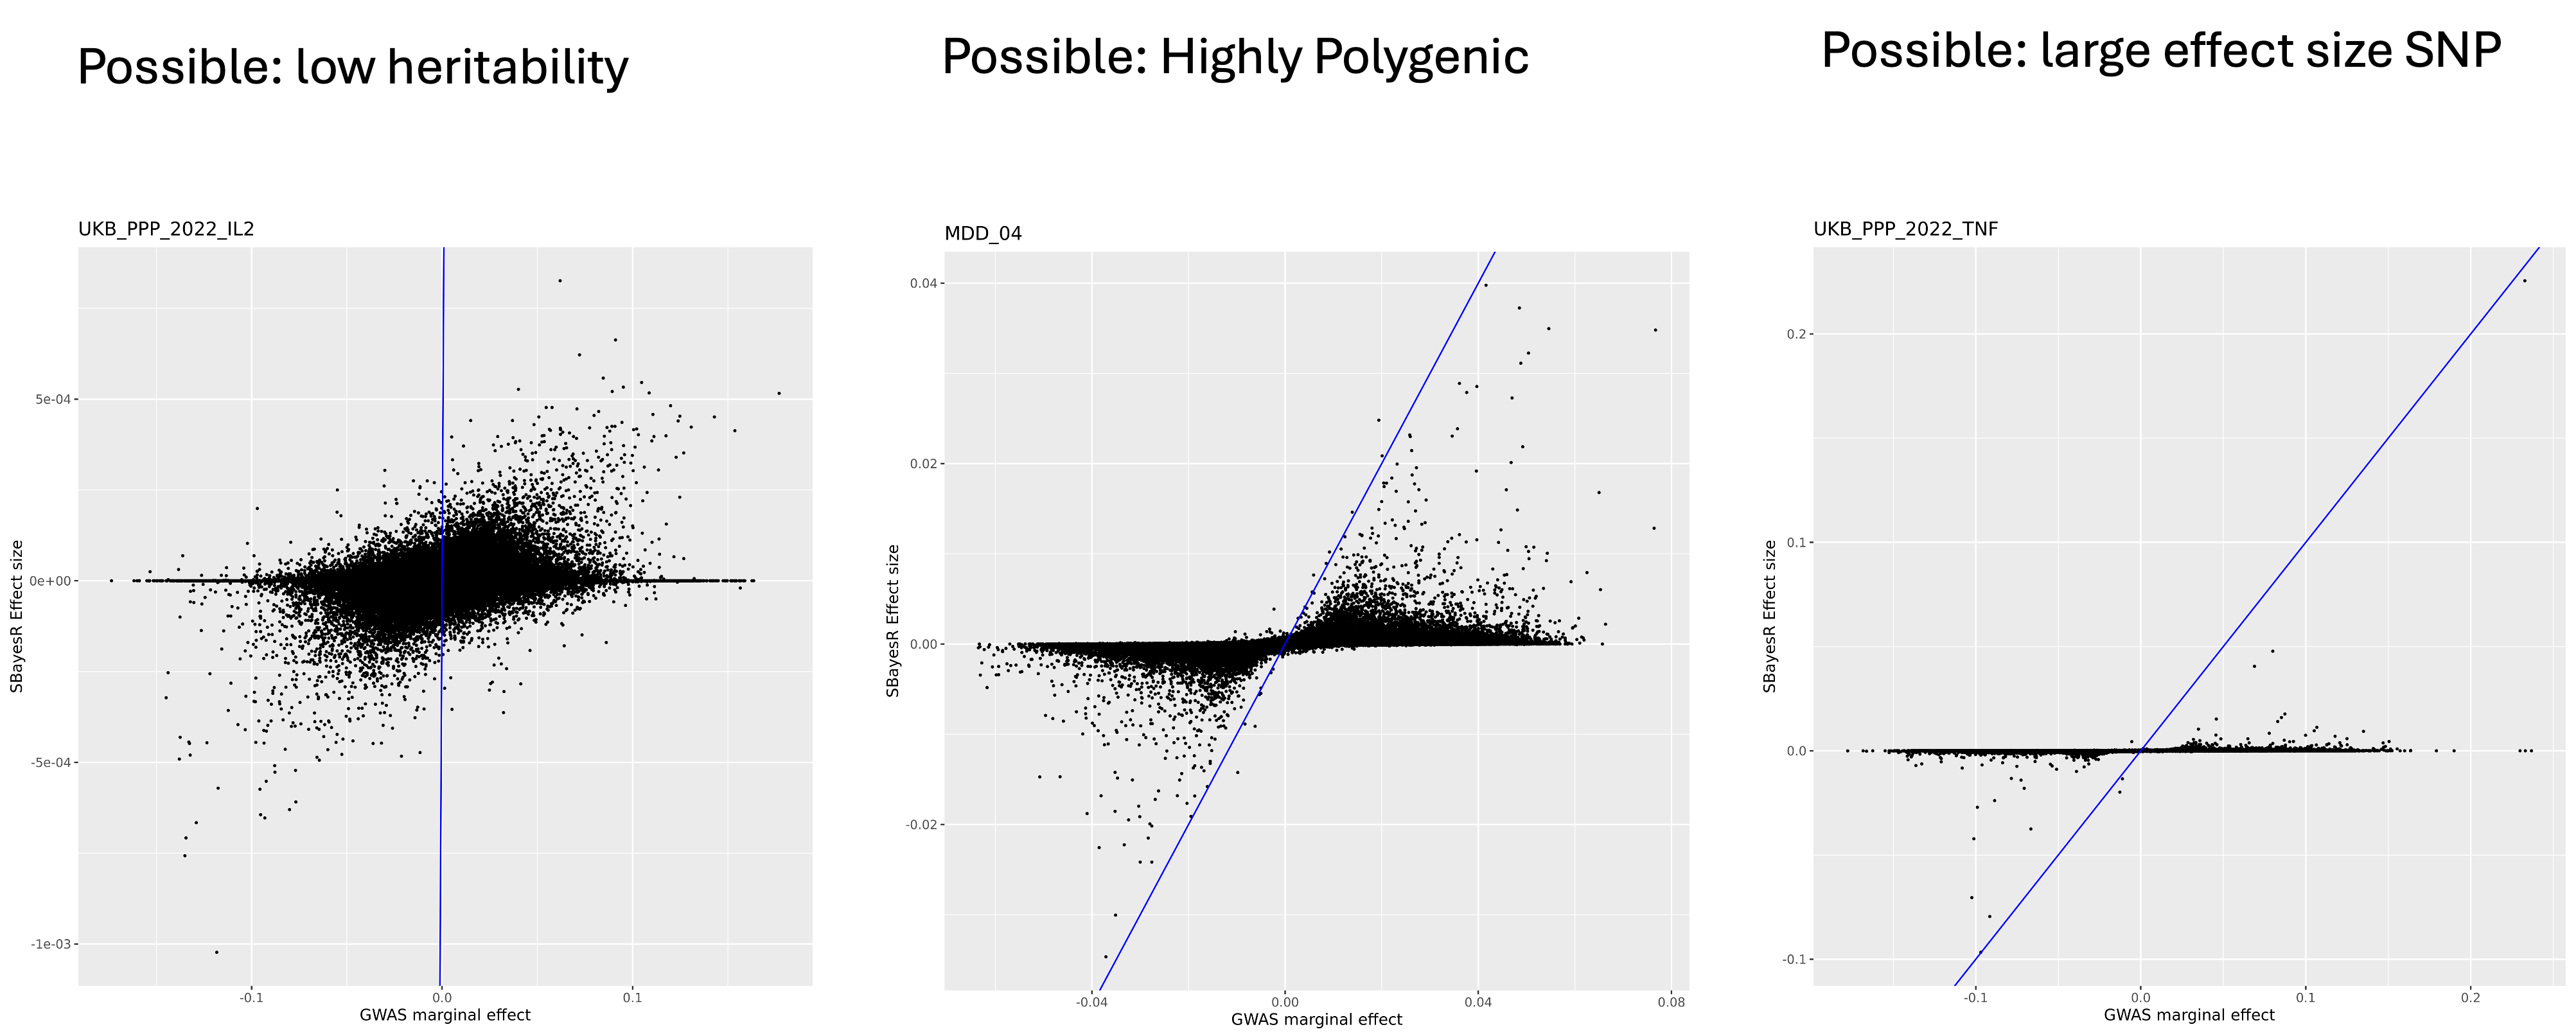 Possible: low heritability
Possible: Highly Polygenic
Possible: large effect size SNP
UKB_PPP_2022_IL2
SBayesR Effect size
5e-04
0e+00
-5e-04
-1e-03
-0.1
0.0
0.1
GWAS marginal effect
MDD_04
SBayesR Effect size
0.04
0.02
0.00
-0.02
-0.04
0.00
0.04
0.08
GWAS marginal effect
UKB_PPP_2022_TNF
SBayesR Effect size
0.2
0.1
0.0
-0.1
-0.1
0.0
0.1
0.2
GWAS marginal effect